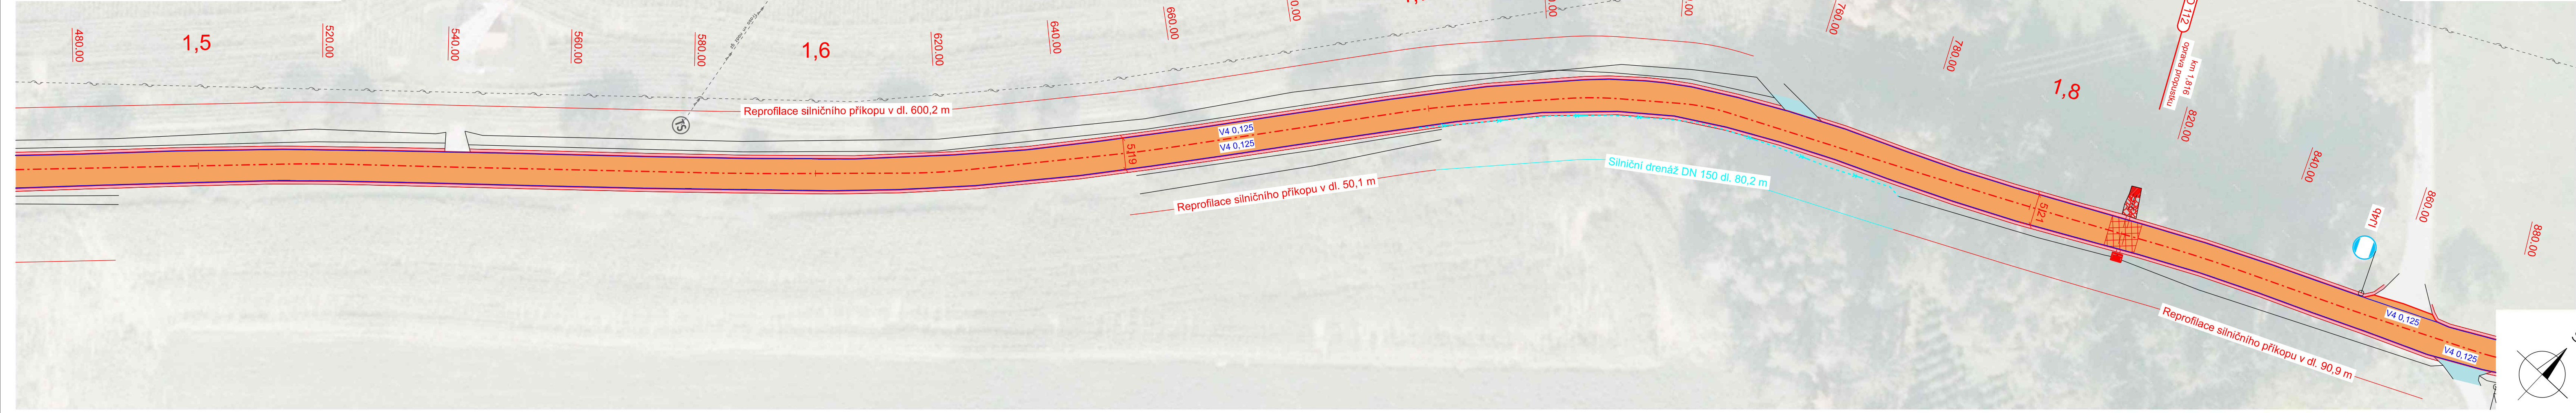 480.00
1,5
520.00
540.00
560.00
580.00
1,6
620.00
640.00
660.00
760.00
780.00
1,8
O 112
km 1,816
oprava propustku
820.00
840.00
860.00
880.00
TS
Reprofilace silničního příkopu v dl. 600,2 m
V4 0,125
V4 0,125
5,19
Reprofilace silničního příkopu v dl. 50,1 m
Silniční drenáž DN 150 dl. 80.2 m
5,21
IJ/4b
Reprofilace silničního příkopu v dl. 90,9 m
V4 0,125
V4 0,125